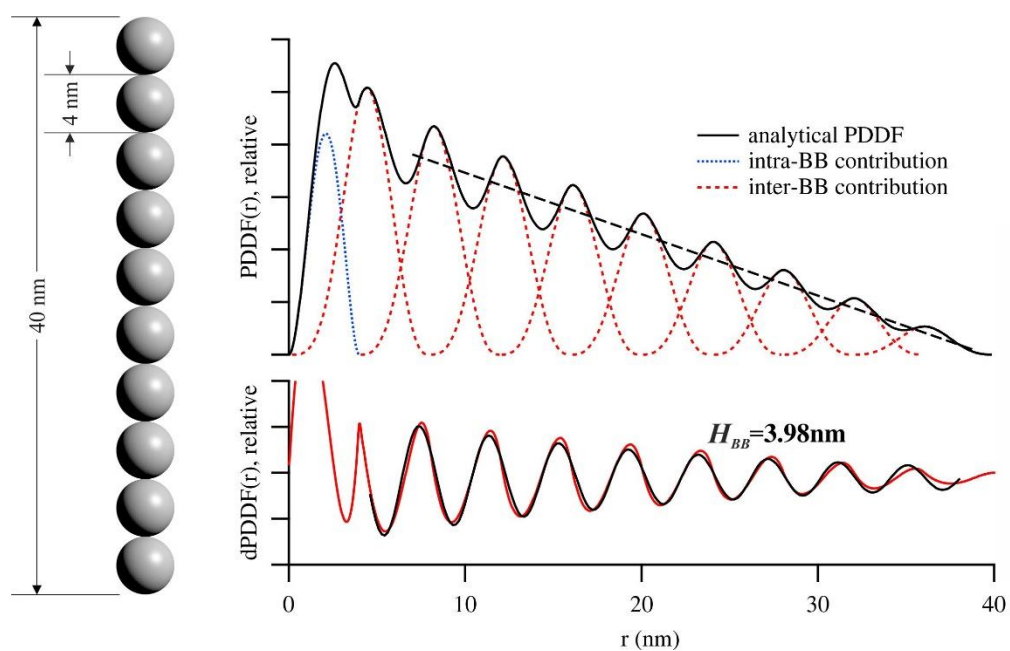 40 nm
4 nm
PDDF(r), relative
analytical PDDF
intra-BB contribution
inter-BB contribution
dPDDF(r), relative
H_BB=3.98nm
0 10 20 30 40
r (nm)